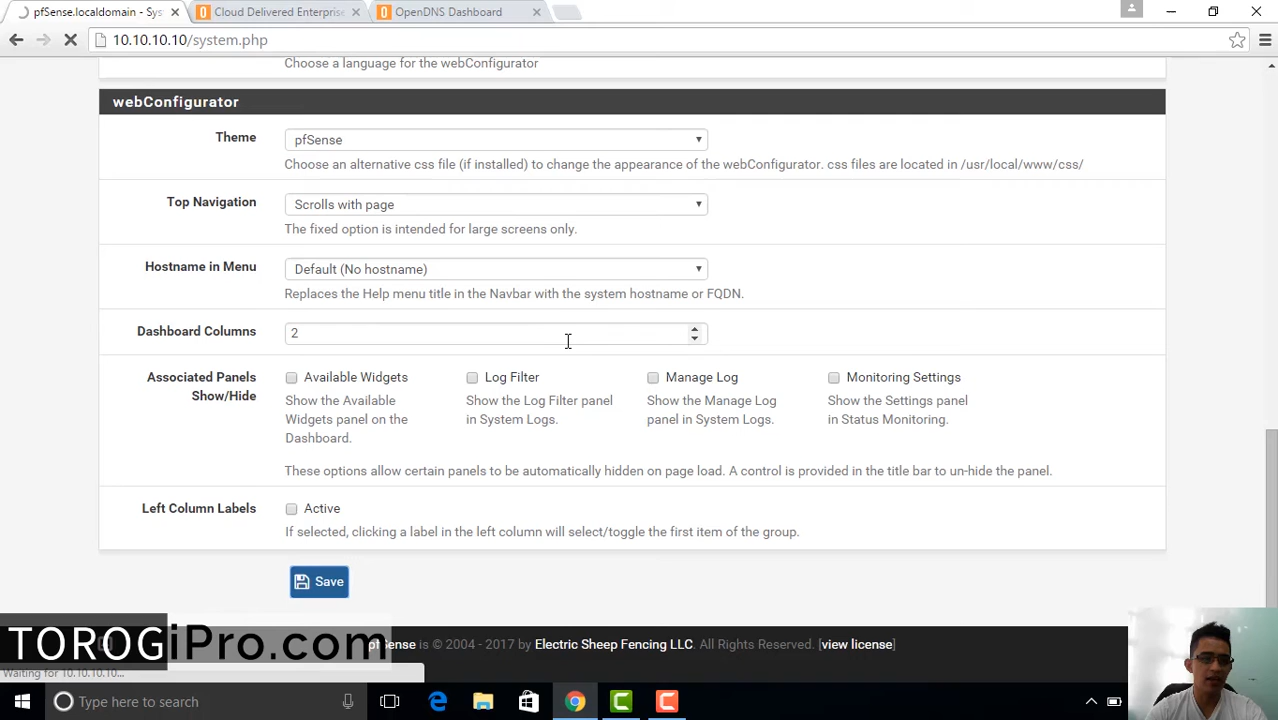 pfSense.localdomain - Sys
Cloud Delivered Enterprise
OpenDNS Dashboard
10.10.10.10/system.php
Choose a language for the webConfigurator
webConfigurator
Theme
pfSense
Choose an alternative css file (if installed) to change the appearance of the webConfigurator. css files are located in /usr/local/www/css/
Top Navigation
Scrolls with page
The fixed option is intended for large screens only.
Hostname in Menu
Default (No hostname)
Replaces the Help menu title in the Navbar with the system hostname or FQDN.
Dashboard Columns
2
Associated Panels
Show/Hide
Available Widgets
Show the Available
Widgets panel on the
Dashboard.
Log Filter
Show the Log Filter panel
in System Logs.
Manage Log
Show the Manage Log
panel in System Logs.
Monitoring Settings
Show the Settings panel
in Status Monitoring.
These options allow certain panels to be automatically hidden on page load. A control is provided in the title bar to un-hide the panel.
Left Column Labels
Active
If selected, clicking a label in the left column will select/toggle the first item of the group.
Save
TOROGiPro.com
pfSense is © 2004 - 2017 by Electric Sheep Fencing LLC. All Rights Reserved. [view license]
Waiting for 10.10.10.10...
Type here to search